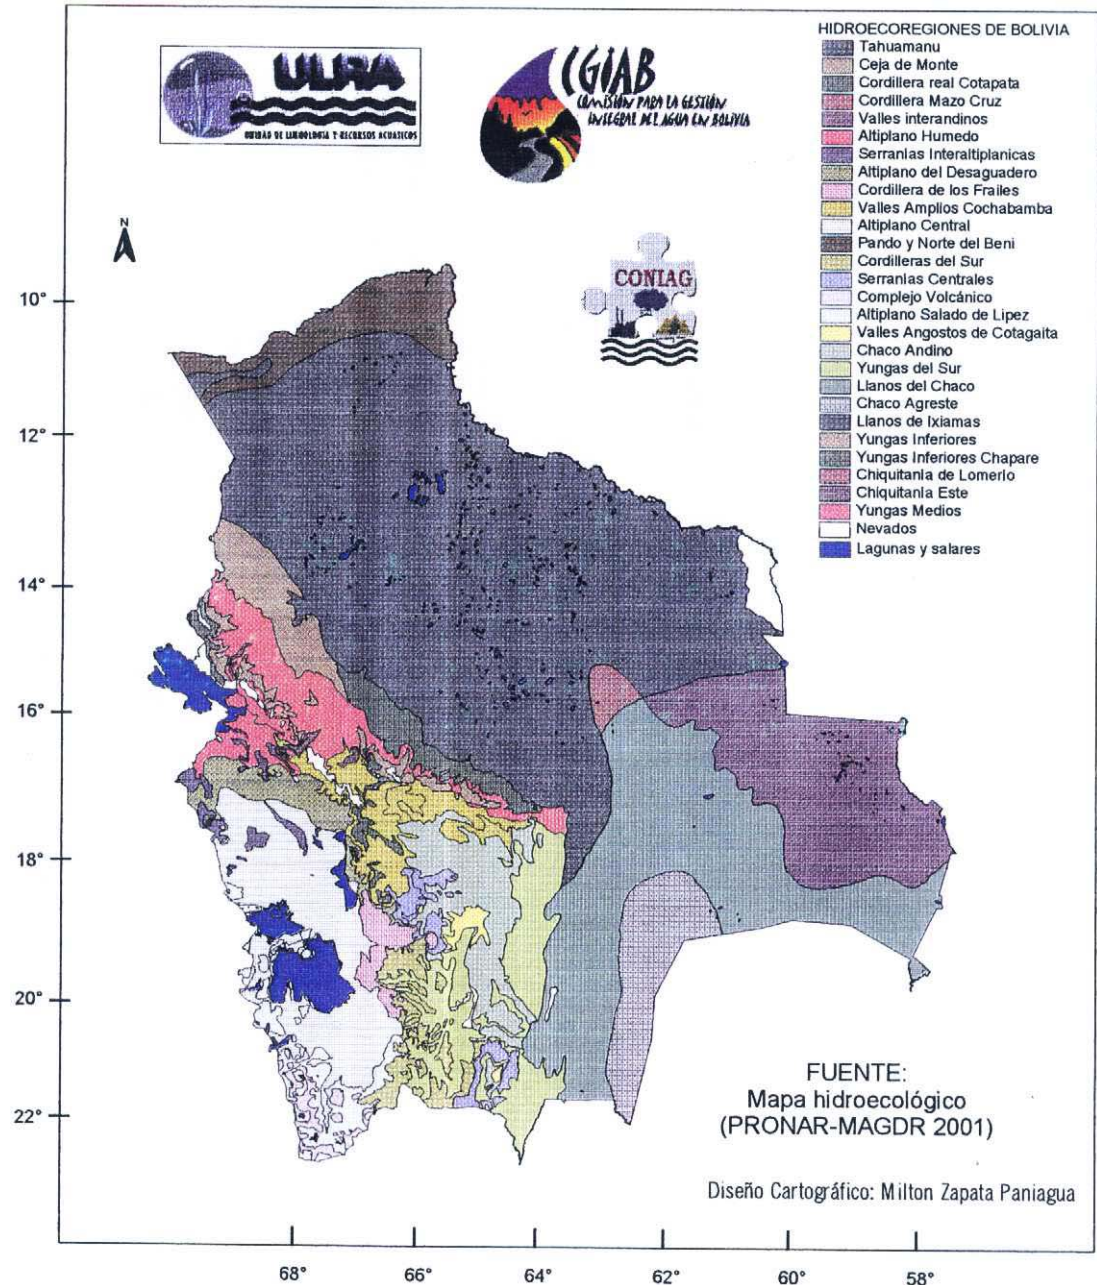 HIDROECOREGIONES DE BOLIVIA
Tahuamanu
Ceja de Monte
Cordillera real Cotapata
Cordillera Mazo Cruz
Valles interandinos
Altiplano Humedo
Serranias Interaltiplanicas
Altiplano del Desaguadero
Cordillera de los Frailes
Valles Amplios Cochabamba
Altiplano Central
Pando y Norte del Beni
Cordilleras del Sur
Serranias Centrales
Complejo Volcánico
Altiplano Salado de Lipez
Valles Angostos de Cotagaita
Chaco Andino
Yungas del Sur
Llanos del Chaco
Chaco Agreste
Llanos de Ixiamas
Yungas Inferiores
Yungas Inferiores Chapare
Chiquitania de Lomerio
Chiquitania Este
Yungas Medios
Nevados
Lagunas y salares
ULRA
UNIDAD DE LIMNOLOGIA Y RECURSOS ACUATICOS
CGIAB
COMISIÓN PARA LA GESTIÓN
INTEGRAL DEL AGUA EN BOLIVIA
N
CONIAG
10°
12°
14°
16°
18°
20°
22°
FUENTE:
Mapa hidroecológico
(PRONAR-MAGDR 2001)
Diseño Cartográfico: Milton Zapata Paniagua
68°
66°
64°
62°
60°
58°